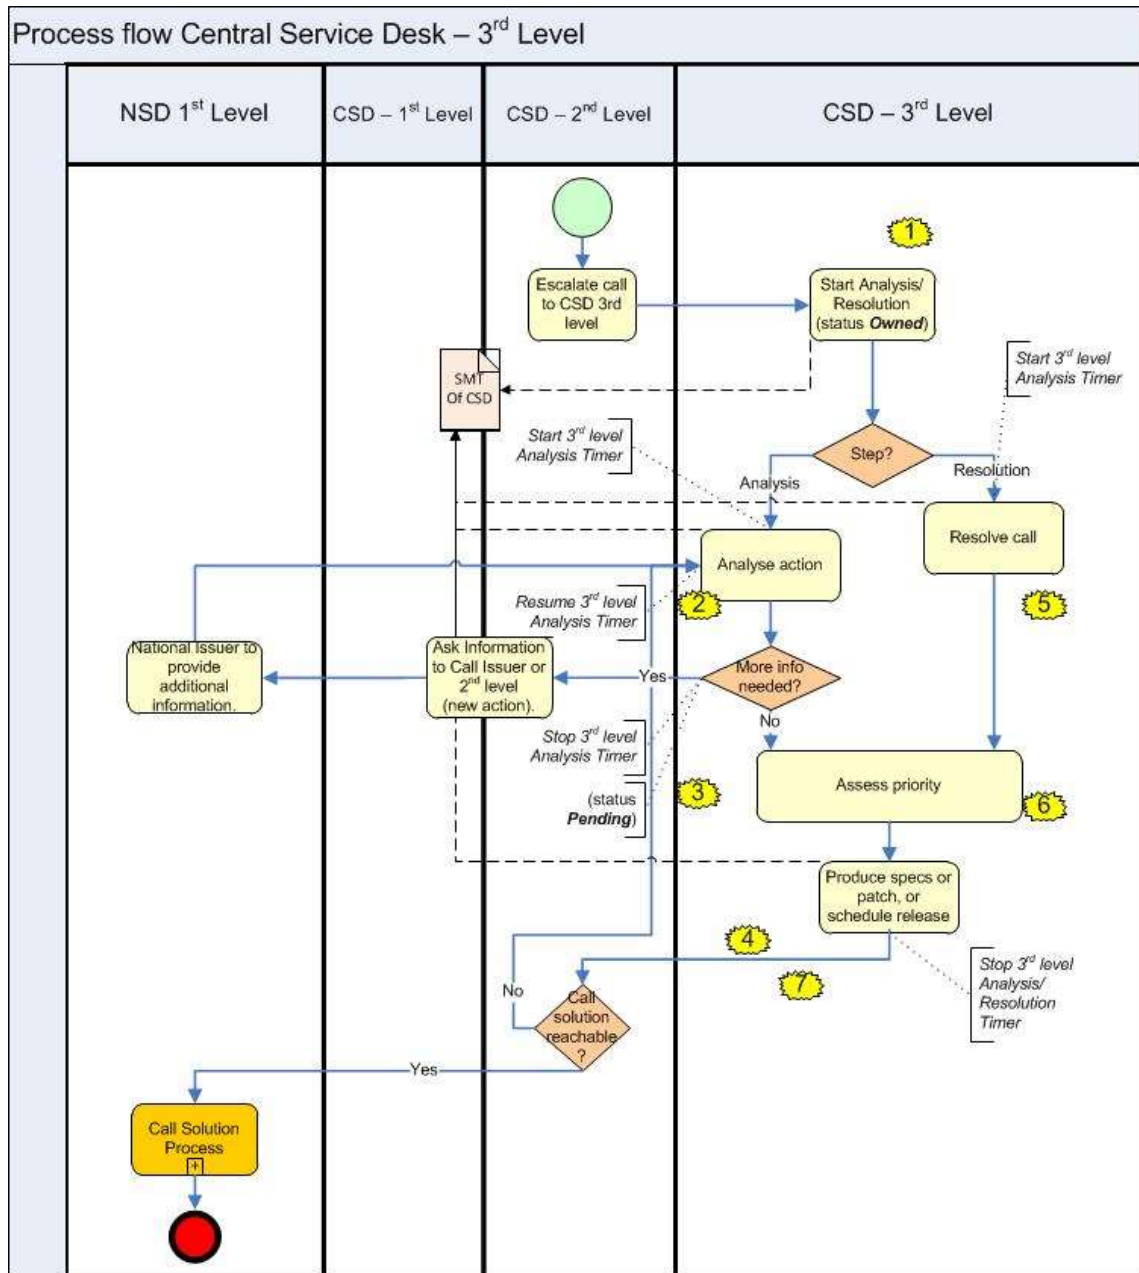 Process flow Central Service Desk – 3rd Level
NSD 1st Level
CSD – 1st Level
CSD – 2nd Level
CSD – 3rd Level
1
Escalate call
to CSD 3rd
level
Start Analysis/
Resolution
(status Owned)
SMT
Of CSD
Start 3rd level
Analysis Timer
Start 3rd level
Analysis Timer
Step?
Analysis
Resolution
Analyse action
Resolve call
Resume 3rd level
Analysis Timer
2
5
National Issuer to
provide
additional
information.
Ask Information
to Call Issuer or
2nd level
(new action).
Yes
More info
needed?
No
Stop 3rd level
Analysis Timer
(status
Pending)
3
Assess priority
6
Produce specs or
patch, or
schedule release
4
7
Stop 3rd level
Analysis/
Resolution
Timer
No
Call
solution
reachable
?
Yes
Call Solution
Process
+